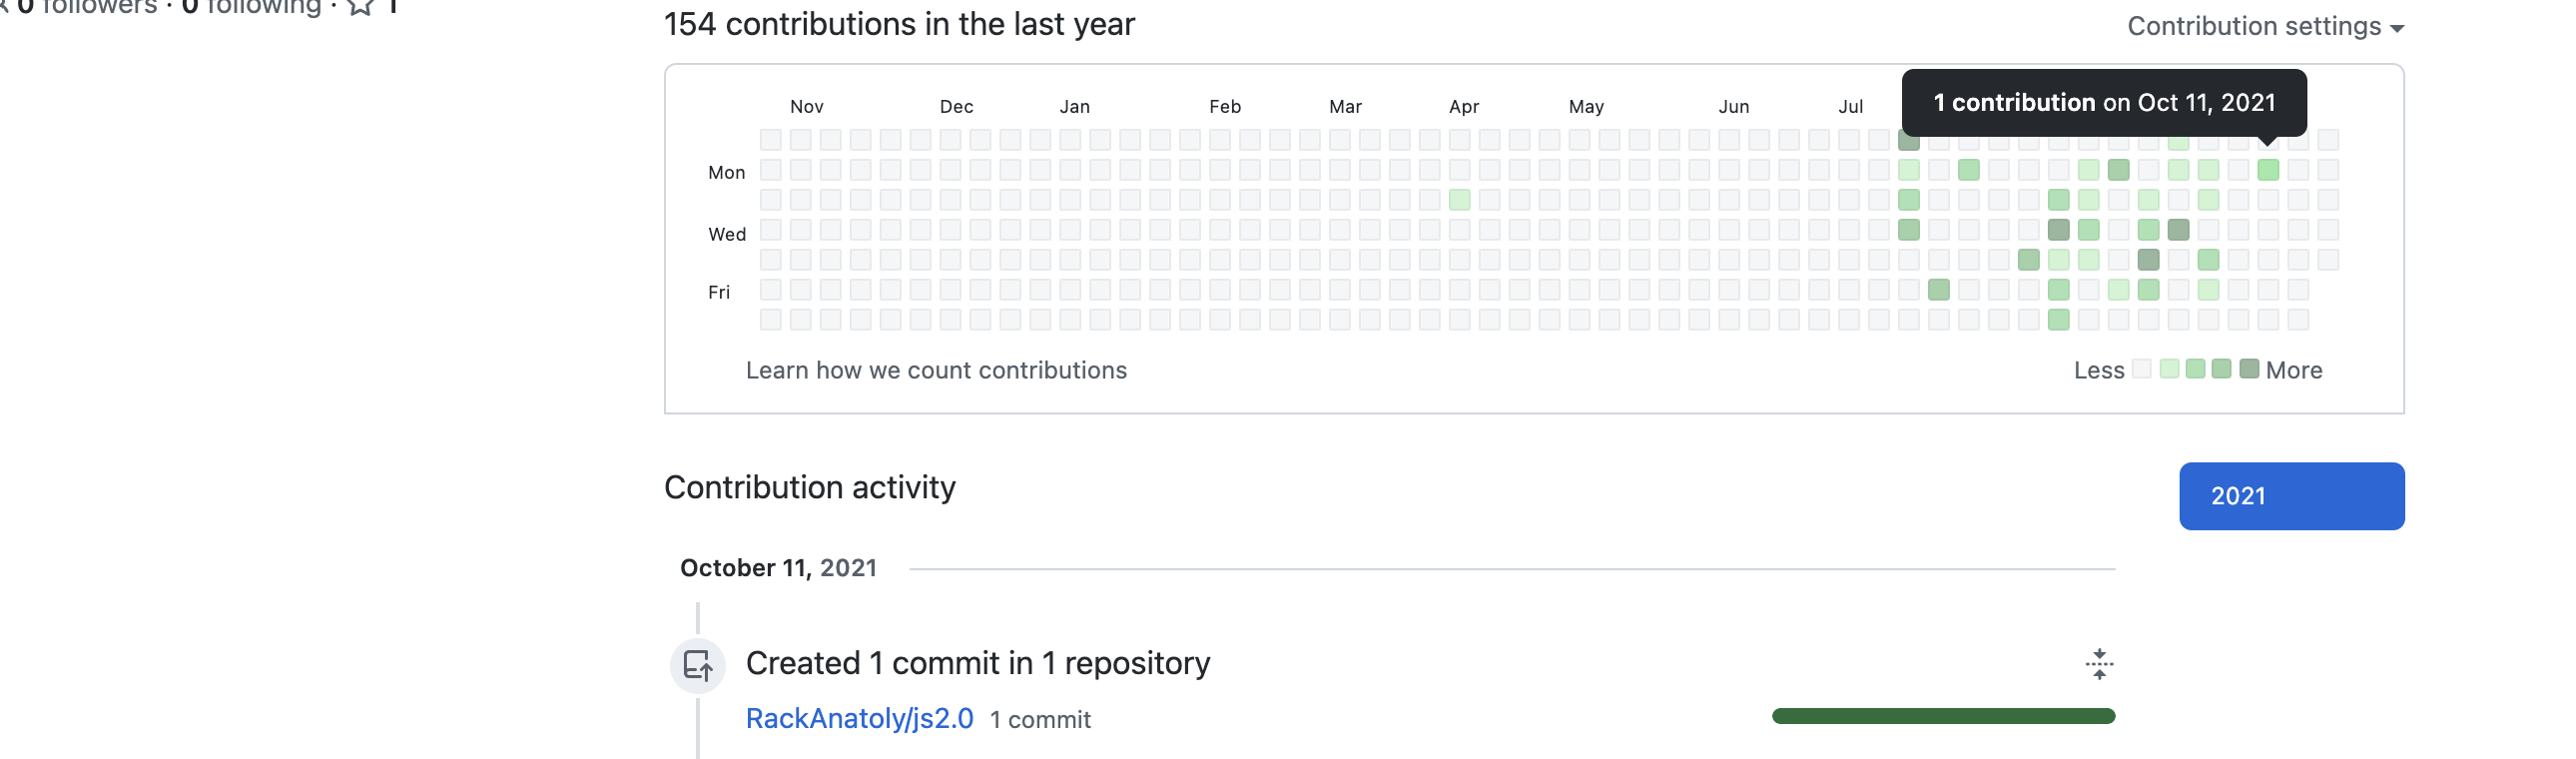 0 followers · 0 following · 1
154 contributions in the last year
Contribution settings
1 contribution on Oct 11, 2021
Nov Dec Jan Feb Mar Apr May Jun Jul
Mon
Wed
Fri
Learn how we count contributions
Less More
Contribution activity
2021
October 11, 2021
Created 1 commit in 1 repository
RackAnatoly/js2.0 1 commit